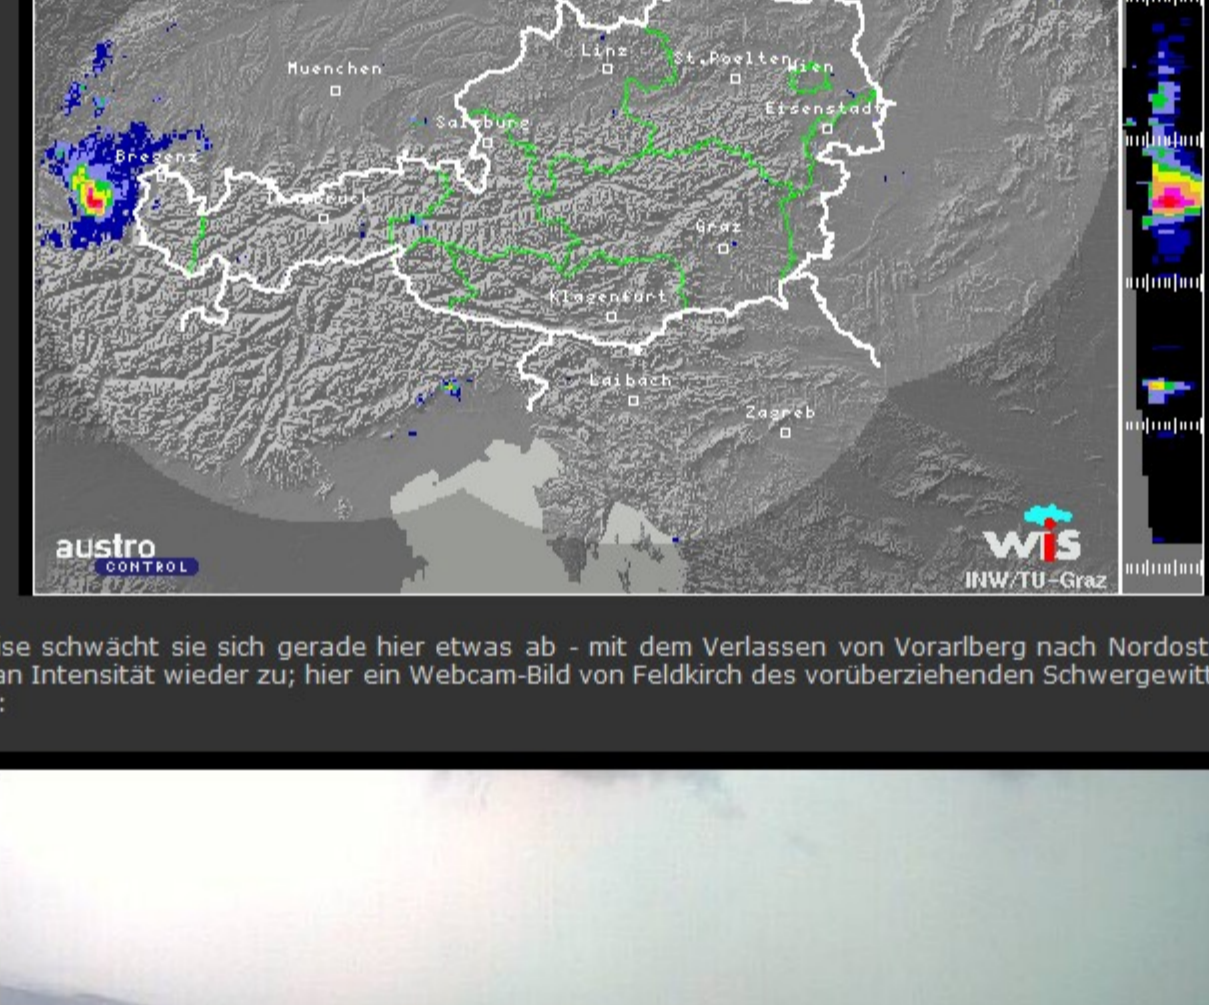 Linz
St.Poelten
Wien
Muenchen
Eisenstadt
Salzburg
Bregenz
Innsbruck
Graz
Klagenfurt
Laibach
Zagreb
austro
CONTROL
wis
INW/TU-Graz
ise schwächt sie sich gerade hier etwas ab - mit dem Verlassen von Vorarlberg nach Nordost
an Intensität wieder zu; hier ein Webcam-Bild von Feldkirch des vorüberziehenden Schwergewitt
: